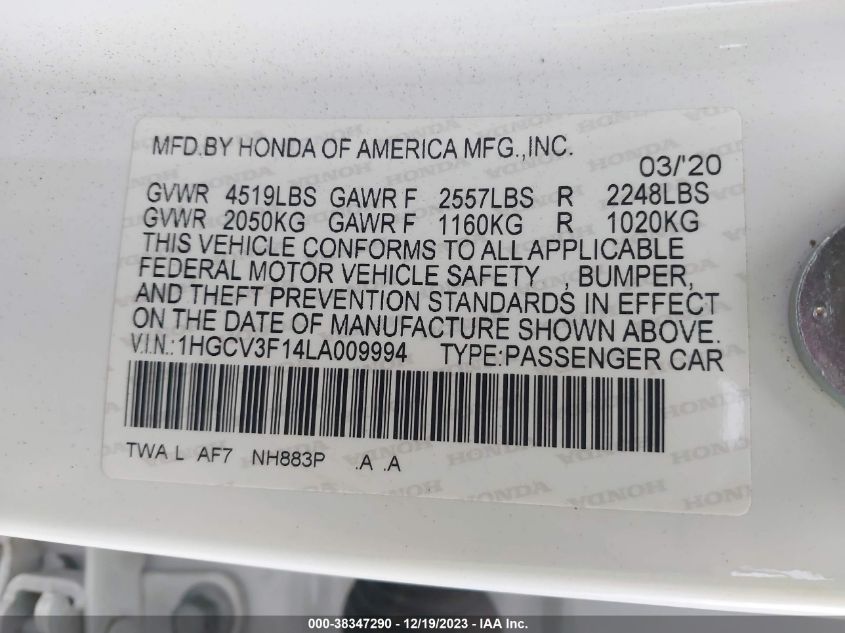 MFD.BY HONDA OF AMERICA MFG.,INC.
03/'20
GVWR 4519LBS GAWR F 2557LBS R 2248LBS
GVWR 2050KG GAWR F 1160KG R 1020KG
THIS VEHICLE CONFORMS TO ALL APPLICABLE
FEDERAL MOTOR VEHICLE SAFETY , BUMPER,
AND THEFT PREVENTION STANDARDS IN EFFECT
ON THE DATE OF MANUFACTURE SHOWN ABOVE.
V.I.N.:1HGCV3F14LA009994 TYPE:PASSENGER CAR
TWA L AF7 NH883P .A .A
000-38347290 - 12/19/2023 - IAA Inc.